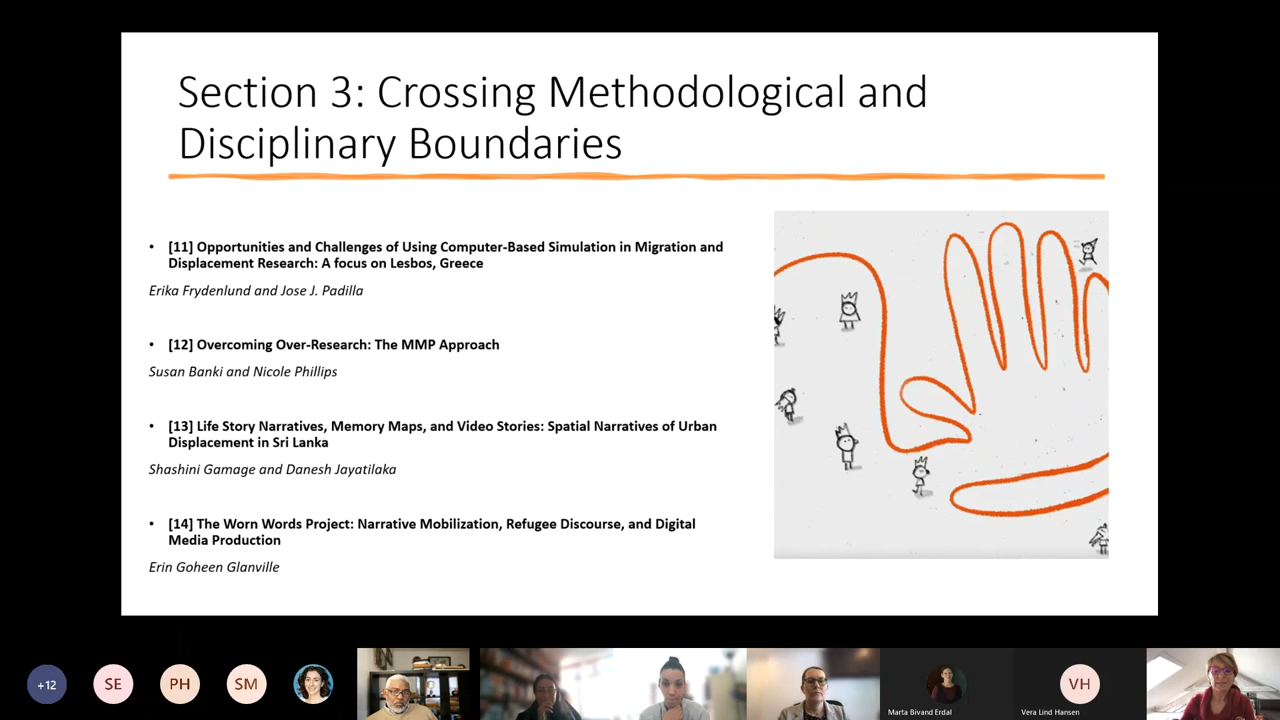 Section 3: Crossing Methodological and
Disciplinary Boundaries
• [11] Opportunities and Challenges of Using Computer-Based Simulation in Migration and
Displacement Research: A focus on Lesbos, Greece
Erika Frydenlund and Jose J. Padilla
• [12] Overcoming Over-Research: The MMP Approach
Susan Banki and Nicole Phillips
• [13] Life Story Narratives, Memory Maps, and Video Stories: Spatial Narratives of Urban
Displacement in Sri Lanka
Shashini Gamage and Danesh Jayatilaka
• [14] The Worn Words Project: Narrative Mobilization, Refugee Discourse, and Digital
Media Production
Erin Goheen Glanville
+12
SE
PH
SM
Marta Bivand Erdal
VH
Vera Lind Hansen